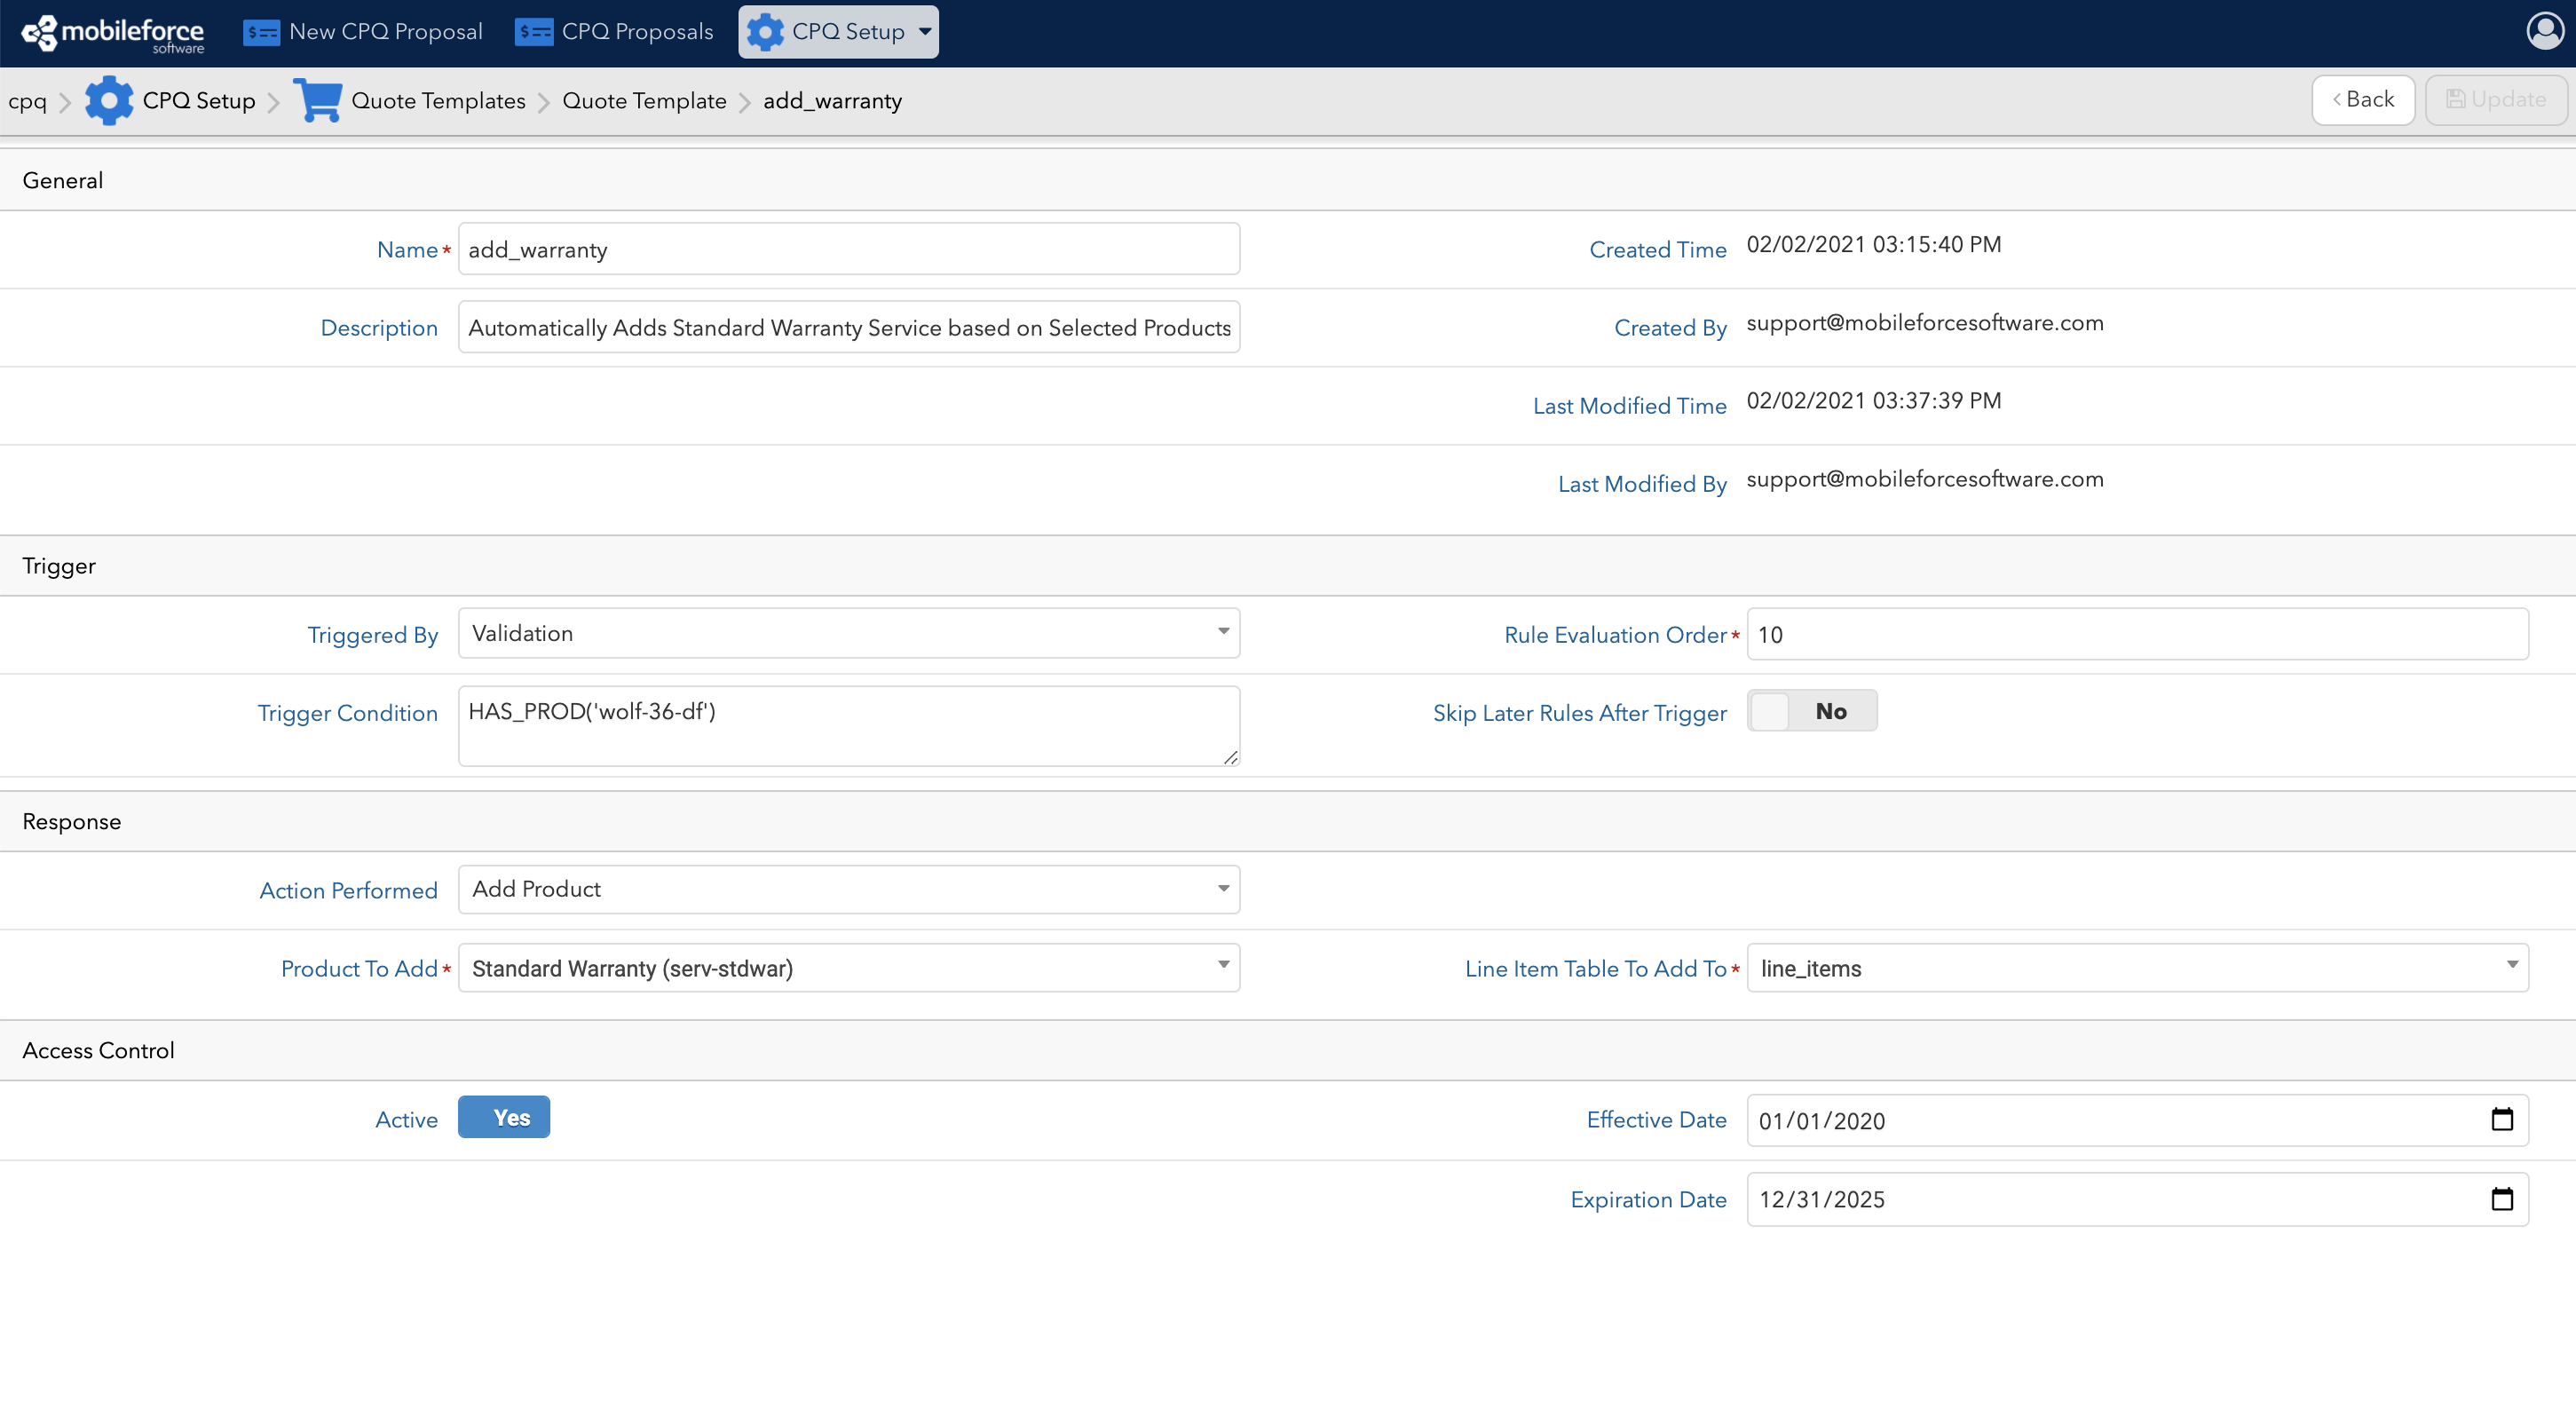 mobileforce
software
New CPQ Proposal
CPQ Proposals
CPQ Setup
cpq
CPQ Setup
Quote Templates
Quote Template
add_warranty
Back
Update
General
Name*
add_warranty
Created Time
02/02/2021 03:15:40 PM
Description
Automatically Adds Standard Warranty Service based on Selected Products
Created By
support@mobileforcesoftware.com
Last Modified Time
02/02/2021 03:37:39 PM
Last Modified By
support@mobileforcesoftware.com
Trigger
Triggered By
Validation
Rule Evaluation Order*
10
Trigger Condition
HAS_PROD('wolf-36-df')
Skip Later Rules After Trigger
No
Response
Action Performed
Add Product
Product To Add*
Standard Warranty (serv-stdwar)
Line Item Table To Add To*
line_items
Access Control
Active
Yes
Effective Date
01/01/2020
Expiration Date
12/31/2025